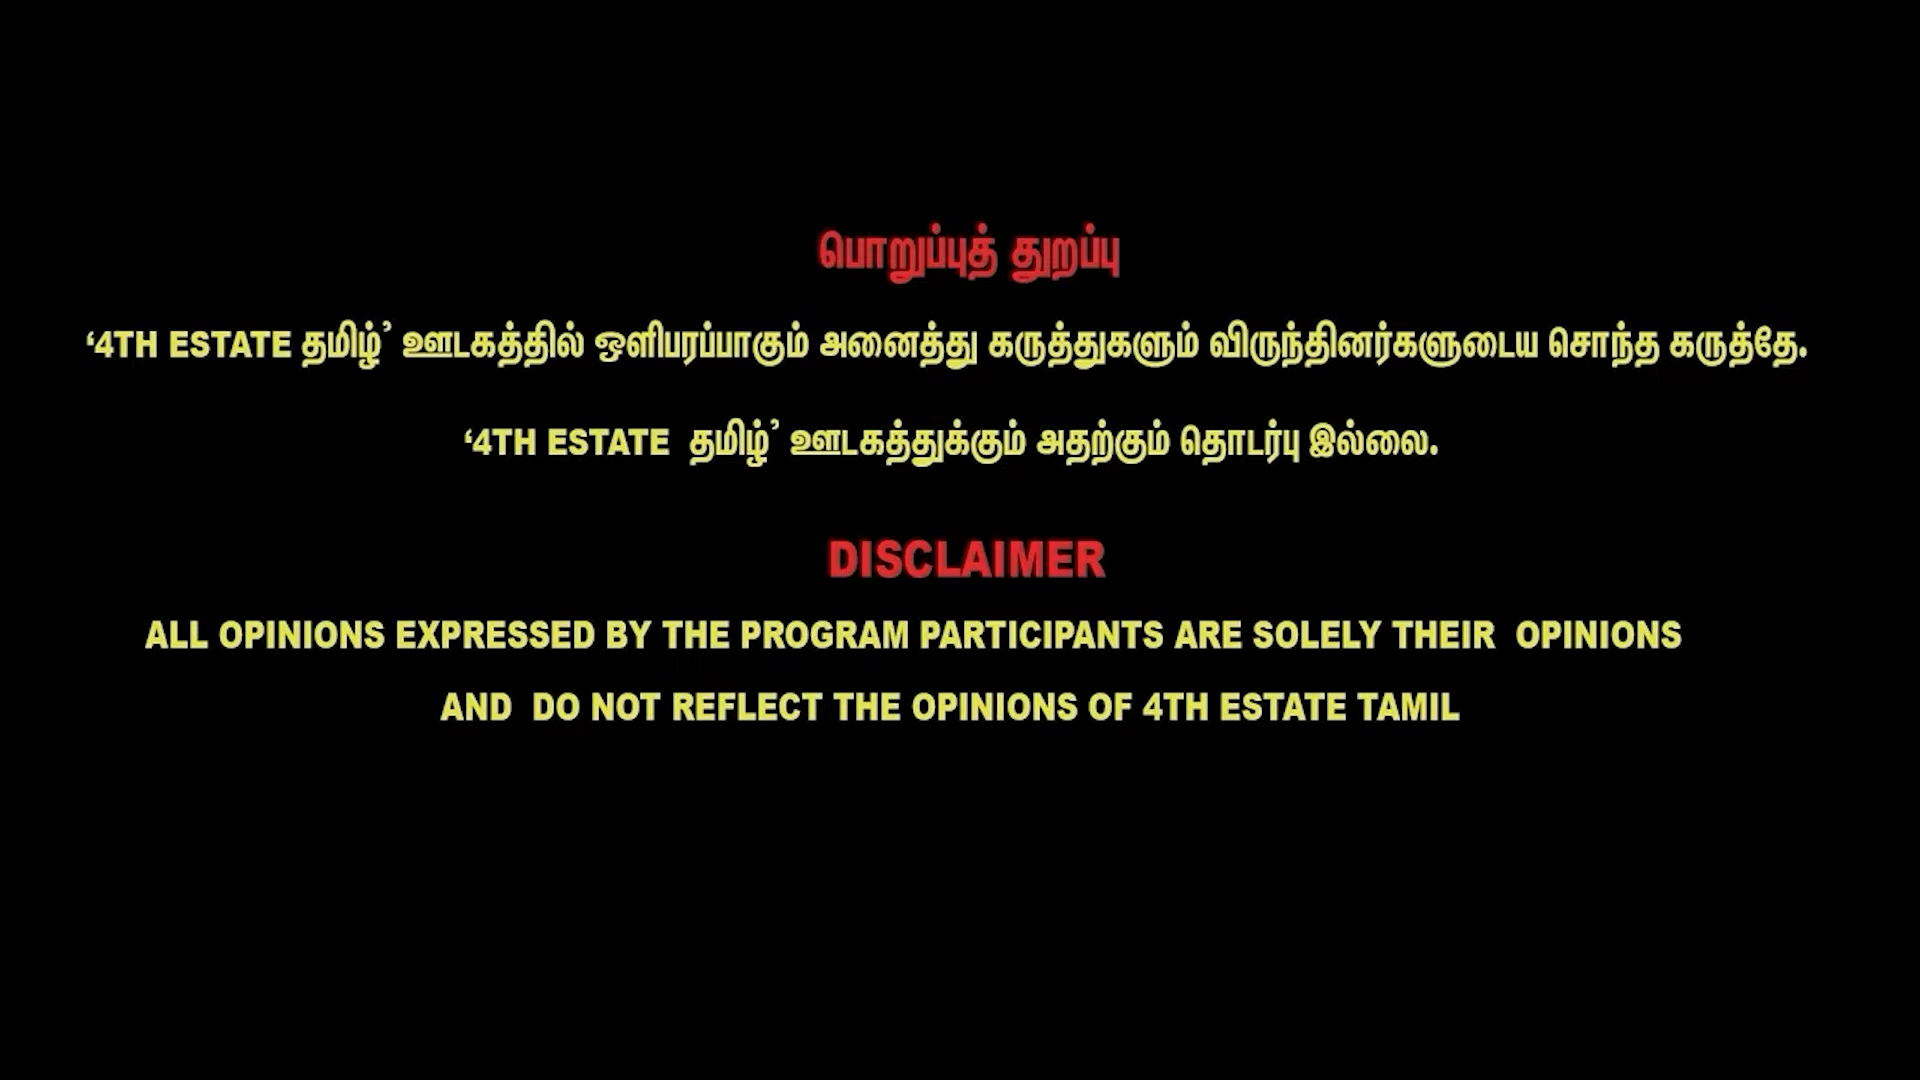 பொறுப்புத் துறப்பு
‘4TH ESTATE தமிழ்’ ஊடகத்தில் ஒளிபரப்பாகும் அனைத்து கருத்துகளும் விருந்தினர்களுடைய சொந்த கருத்தே.
‘4TH ESTATE தமிழ்’ ஊடகத்துக்கும் அதற்கும் தொடர்பு இல்லை.
DISCLAIMER
ALL OPINIONS EXPRESSED BY THE PROGRAM PARTICIPANTS ARE SOLELY THEIR OPINIONS
AND DO NOT REFLECT THE OPINIONS OF 4TH ESTATE TAMIL